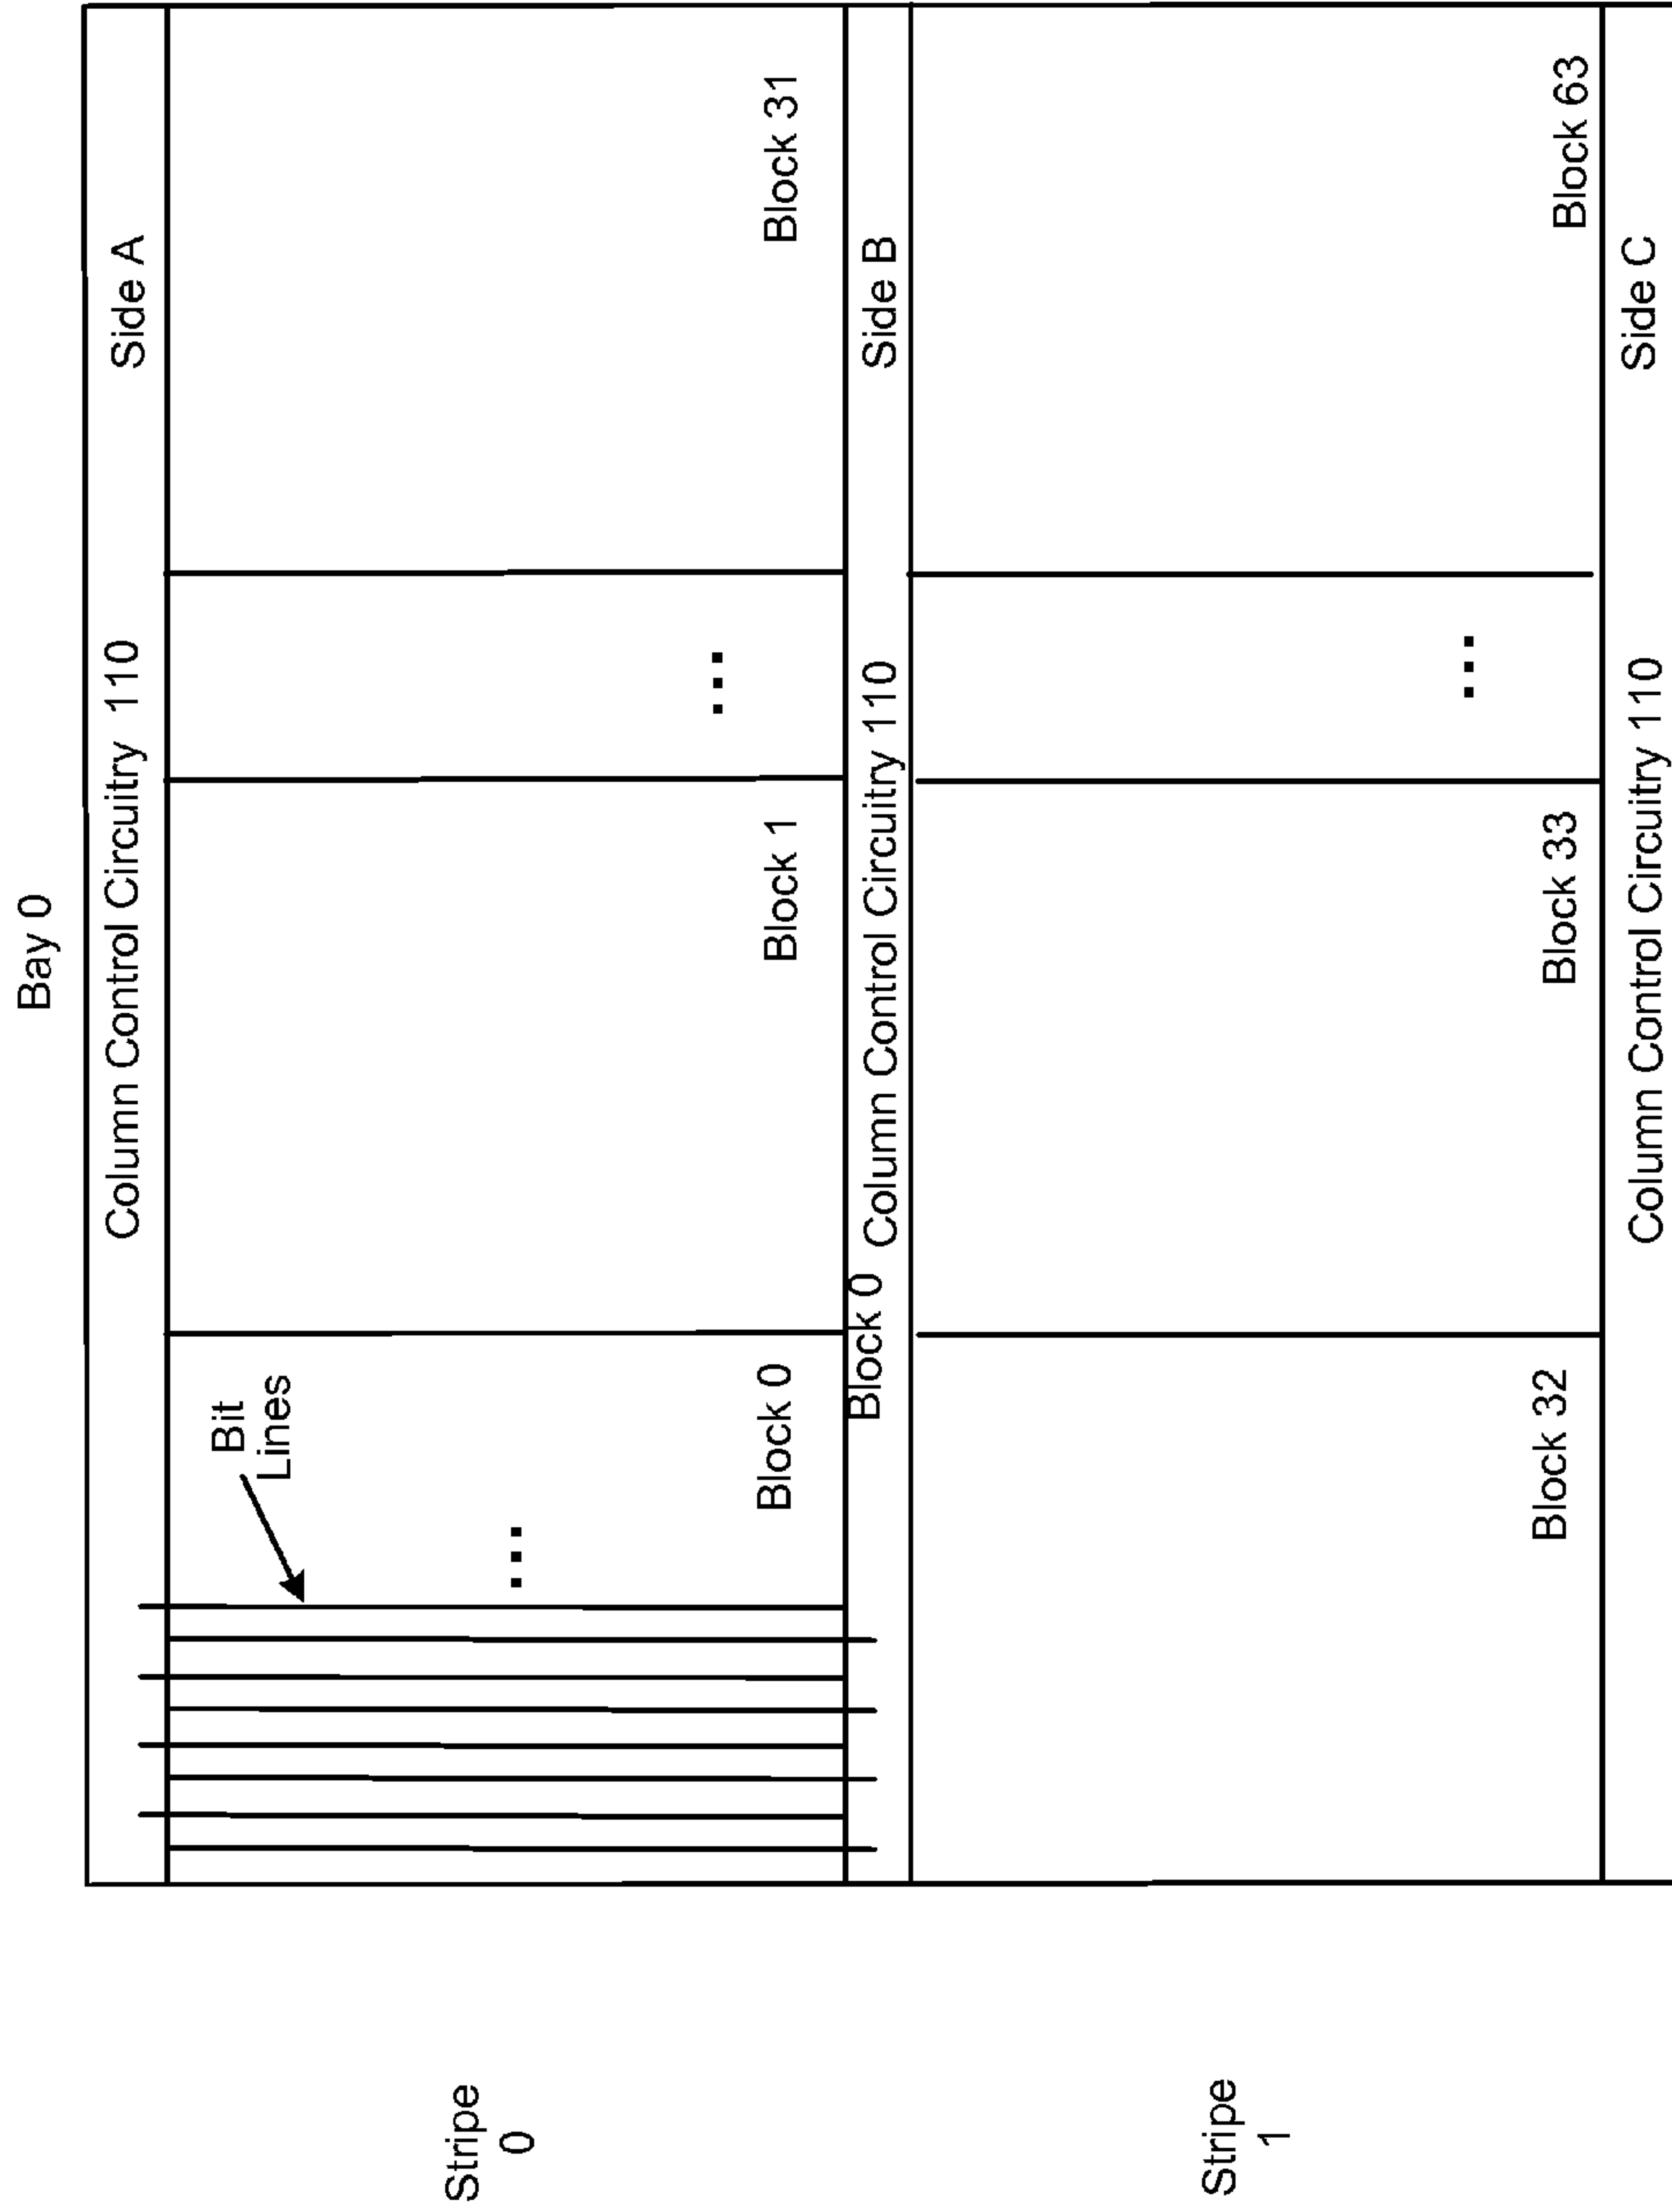 Bay 0
Column Control Circuitry 110 Side A
Bit
Lines
...
...
Stripe
0
Block 0 Block 1 Block 31
Block 0 Column Control Circuitry 110 Side B
...
Stripe
1
Block 32 Block 33 Block 63
Column Control Circuitry 110 Side C